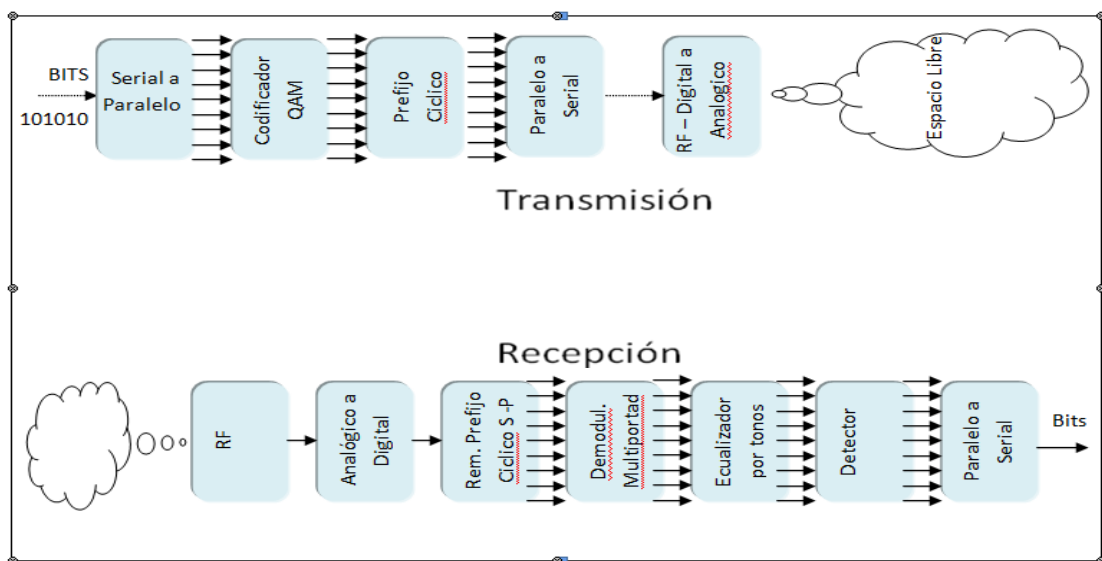 BITS
101010
Serial a
Paralelo
Codificador
QAM
Prefijo
Ciclico
Paralelo a
Serial
RF – Digital a
Analogico
Espacio Libre
Transmisión
Recepción
RF
Analógico a
Digital
Rem. Prefijo
Ciclico S -P
Demodul.
Multiportad
Ecualizador
por tonos
Detector
Paralelo a
Serial
Bits